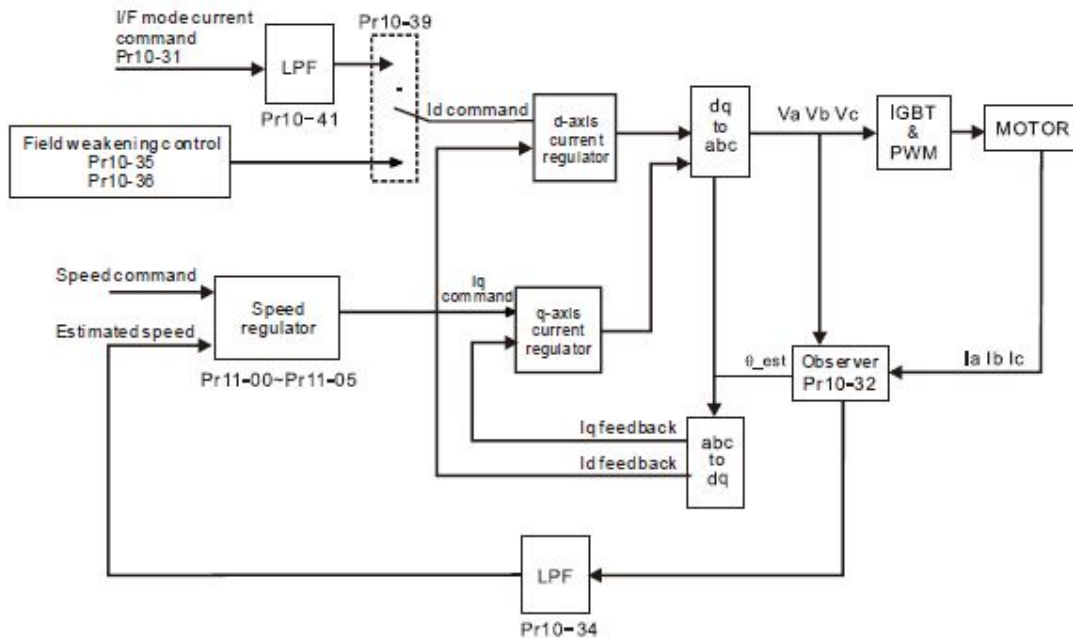 I/F mode current
command
Pr10-31
LPF
Pr10-41
Pr10-39
Id command
Field weakening control
Pr10-35
Pr10-36
d-axis
current
regulator
dq
to
abc
Va Vb Vc
IGBT
&
PWM
MOTOR
Speed command
Estimated speed
Speed
regulator
Pr11-00~Pr11-05
Iq
command
q-axis
current
regulator
θ_est
Observer
Pr10-32
Ia Ib Ic
Iq feedback
Id feedback
abc
to
dq
LPF
Pr10-34